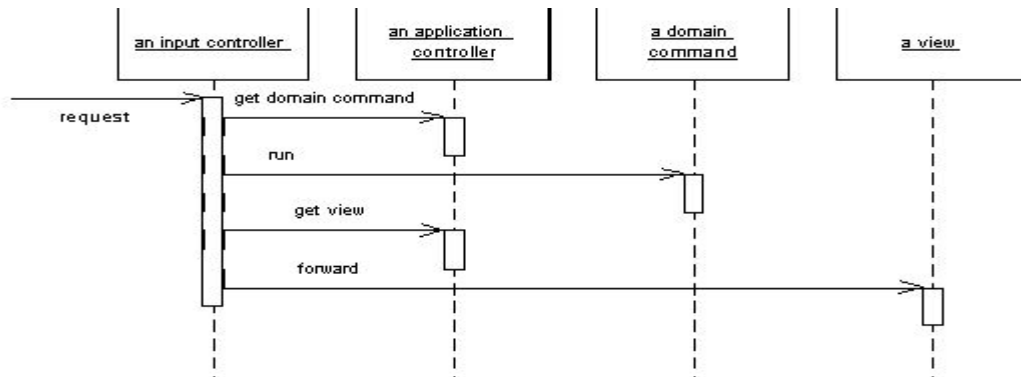 an input controller
an application
controller
a domain
command
a view
request
get domain command
run
get view
forward